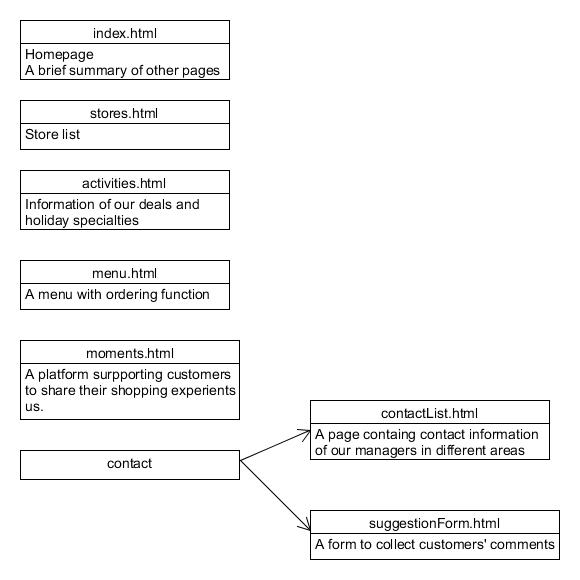 index.html
Homepage
A brief summary of other pages
stores.html
Store list
activities.html
Information of our deals and
holiday specialties
menu.html
A menu with ordering function
moments.html
A platform surpporting customers
to share their shopping experients
us.
contact
contactList.html
A page containg contact information
of our managers in different areas
suggestionForm.html
A form to collect customers' comments